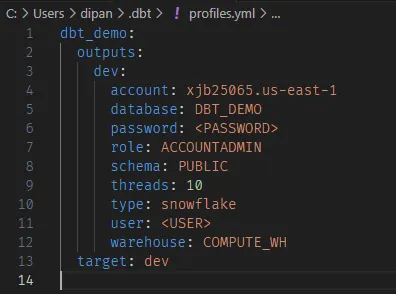 C: > Users > dipan > .dbt > ! profiles.yml > ...
1 dbt_demo:
2   outputs:
3     dev:
4       account: xjb25065.us-east-1
5       database: DBT_DEMO
6       password: <PASSWORD>
7       role: ACCOUNTADMIN
8       schema: PUBLIC
9       threads: 10
10       type: snowflake
11       user: <USER>
12       warehouse: COMPUTE_WH
13   target: dev
14